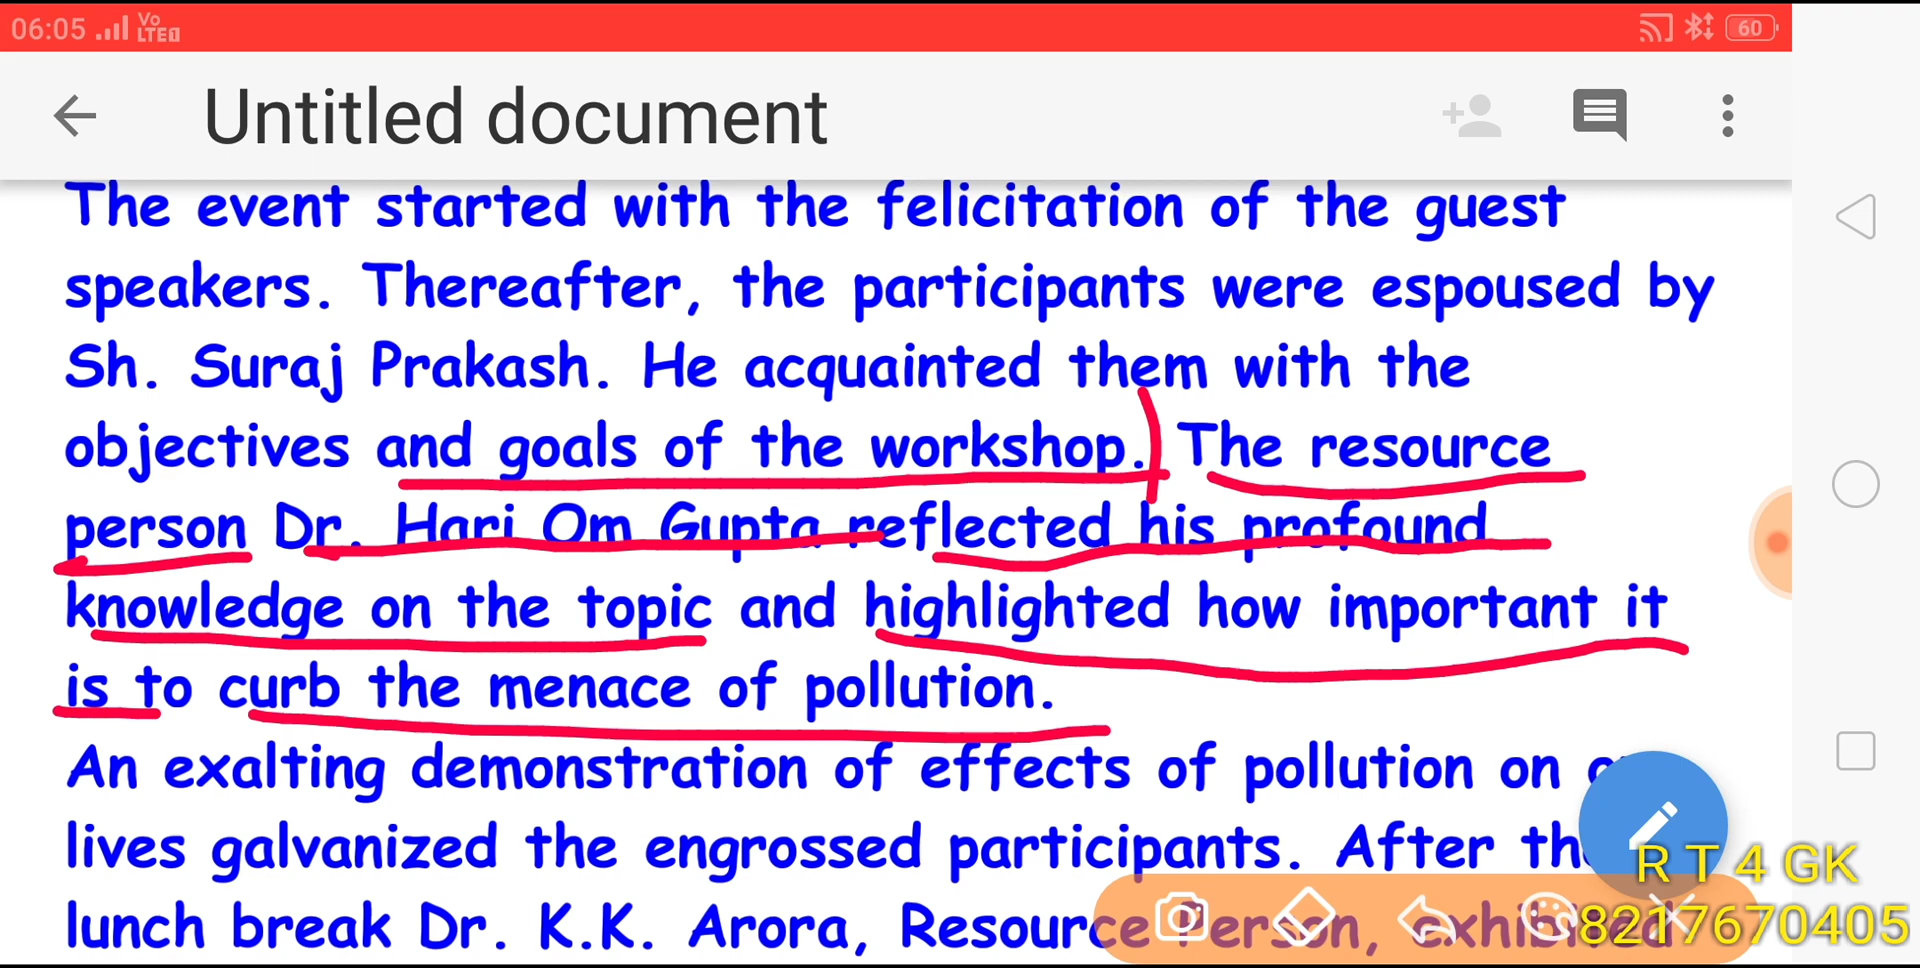 06:05 Vo LTE1 60
Untitled document
The event started with the felicitation of the guest
speakers. Thereafter, the participants were espoused by
Sh. Suraj Prakash. He acquainted them with the
objectives and goals of the workshop. The resource
person Dr. Hari Om Gupta reflected his profound
knowledge on the topic and highlighted how important it
is to curb the menace of pollution.
An exalting demonstration of effects of pollution on
lives galvanized the engrossed participants. After
lunch break Dr. K.K. Arora, Resource Person, exhibited
R T 4 GK
8217670405